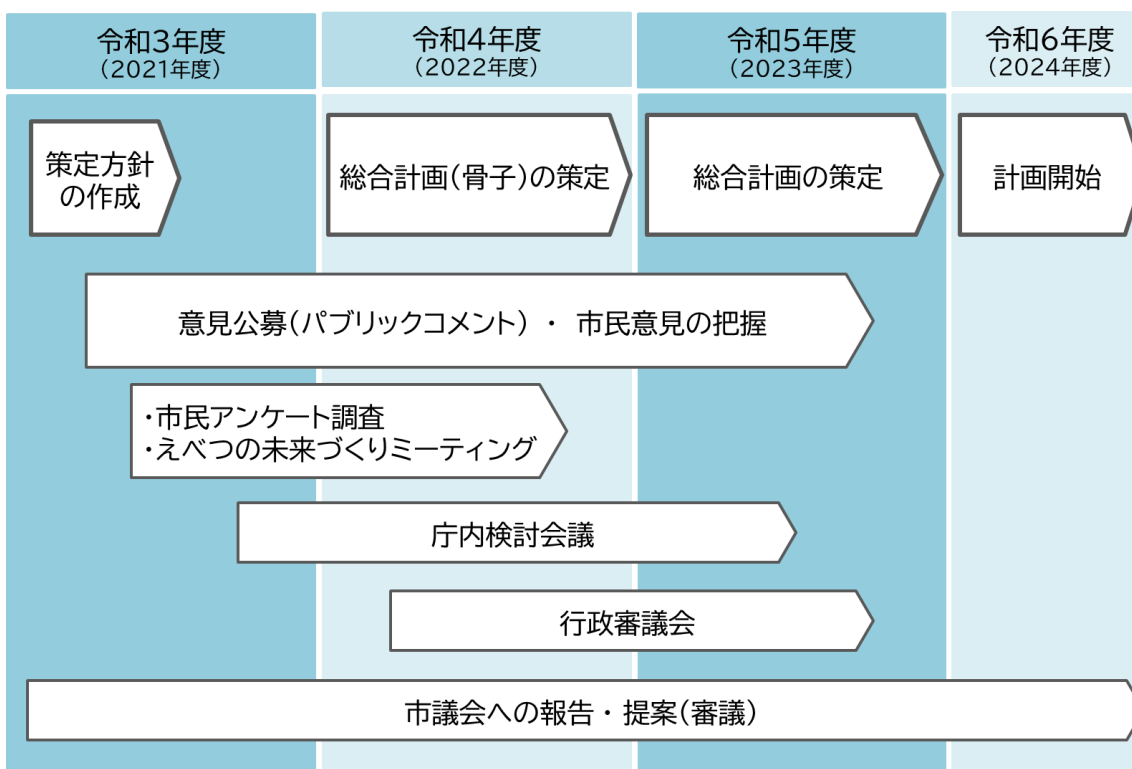 令和3年度
(2021年度)
令和4年度
(2022年度)
令和5年度
(2023年度)
令和6年度
(2024年度)
策定方針
の作成
総合計画(骨子)の策定
総合計画の策定
計画開始
意見公募(パブリックコメント) ・ 市民意見の把握
・市民アンケート調査
・えべつの未来づくりミーティング
庁内検討会議
行政審議会
市議会への報告・提案(審議)